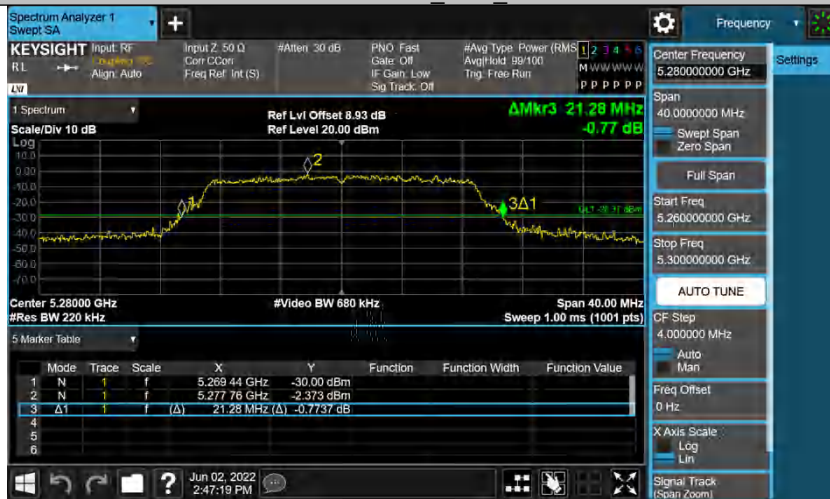 Spectrum Analyzer 1
Swept SA
+
Frequency
KEYSIGHT Input: RF Input Z: 50 Ω #Atten: 30 dB PNO: Fast #Avg Type: Power (RMS 1 2 3 4 5 6
RL Align: Auto Corr CCorr Gate: Off Avg|Hold: 99/100 M W W W W W
Freq Ref: Int (S) IF Gain: Low Trig: Free Run
Sig Track: Off P P P P P P
LXI
1 Spectrum
Scale/Div 10 dB
Ref Lvl Offset 8.93 dB
Ref Level 20.00 dBm
ΔMkr3 21.28 MHz
-0.77 dB
Log
10.0
0.00
-10.0
-20.0
-30.0
-40.0
-50.0
-60.0
-70.0
1
2
3Δ1
Center 5.28000 GHz #Video BW 680 kHz Span 40.00 MHz
#Res BW 220 kHz Sweep 1.00 ms (1001 pts)
5 Marker Table
Mode Trace Scale X Y Function Function Width Function Value
1 N 1 f 5.269 44 GHz -30.00 dBm
2 N 1 f 5.277 76 GHz -2.373 dBm
3 Δ1 1 f (Δ) 21.28 MHz (Δ) -0.7737 dB
4
5
6
?
Jun 02, 2022
2:47:19 PM
Center Frequency
5.280000000 GHz
Settings
Span
40.0000000 MHz
Swept Span
Zero Span
Full Span
Start Freq
5.260000000 GHz
Stop Freq
5.300000000 GHz
AUTO TUNE
CF Step
4.000000 MHz
Auto
Man
Freq Offset
0 Hz
X Axis Scale
Log
Lin
Signal Track
(Span Zoom)